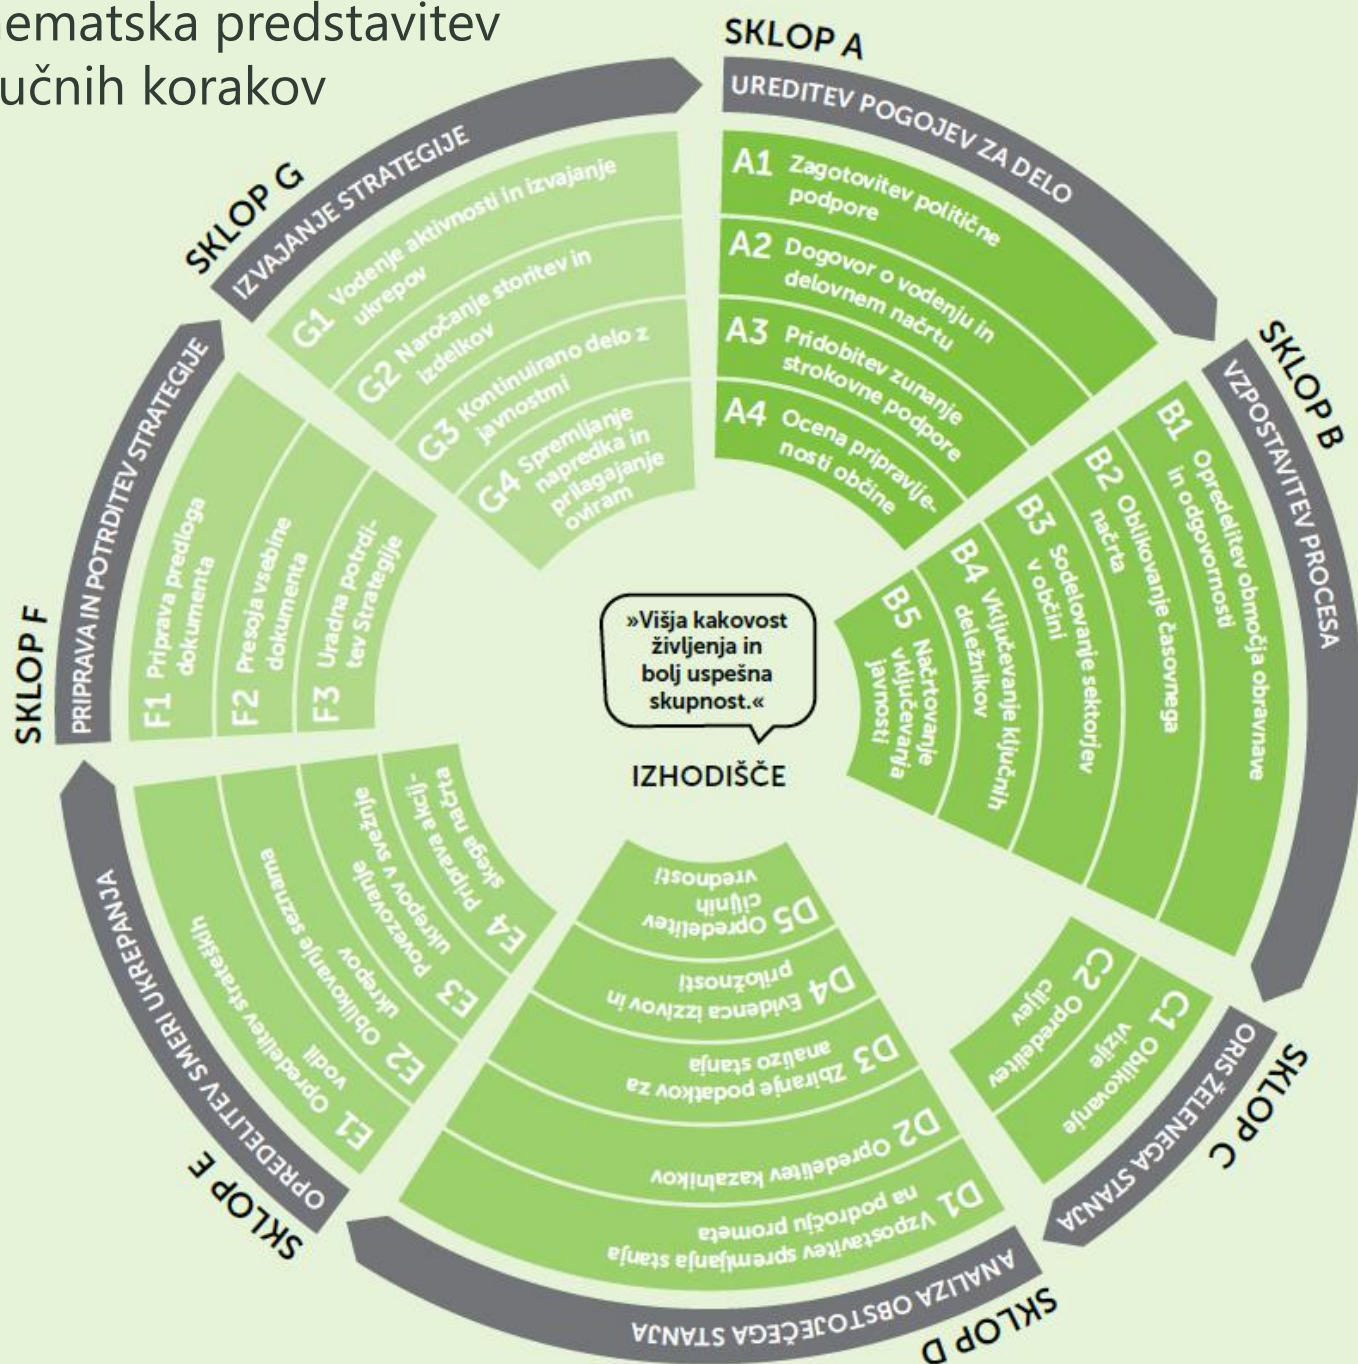 nematska predstavitev
učnih korakov
SKLOP A
UREDITEV POGOJEV ZA DELO
A1 Zagotovitev politične
podpore
A2 Dogovor o vodenju in
delovnem načrtu
A3 Pridobitev zunanje
strokovne podpore
A4 Ocena pripravlje-
nosti občine
SKLOP B
VZPOSTAVITEV PROCESA
B1 Opredelitev območja obravnave
in odgovornosti
B2 Oblikovanje časovnega
načrta
B3 Sodelovanje sektorjev
v občini
B4 Vključevanje ključnih
deležnikov
B5 Načrtovanje
vključevanja
javnosti
SKLOP C
ORIS ŽELENEGA STANJA
C1 Oblikovanje
vizije
C2 Opredelitev
ciljev
SKLOP D
ANALIZA OBSTOJEČEGA STANJA
D1 Vzpostavitev spremljanja stanja
na področju prometa
D2 Opredelitev kazalnikov
D3 Zbiranje podatkov za
analizo stanja
D4 Evidenca izzivov in
priložnosti
D5 Opredelitev
ciljnih
vrednosti
SKLOP E
OPREDELITEV SMERI UKREPANJA
E1 Opredelitev strateških
vodil
E2 Oblikovanje seznama
ukrepov
E3 Povezovanje
ukrepov v svežnje
E4 Priprava akcij-
skega načrta
SKLOP F
PRIPRAVA IN POTRDITEV STRATEGIJE
F1 Priprava predloga
dokumenta
F2 Presoja vsebine
dokumenta
F3 Uradna potrdi-
tev Strategije
SKLOP G
IZVAJANJE STRATEGIJE
G1 Vodenje aktivnosti in izvajanje
ukrepov
G2 Naročanje storitev in
izdelkov
G3 Kontinuirano delo z
javnostmi
G4 Spremljanje
napredka in
prilagajanje
oviram
»Višja kakovost
življenja in
bolj uspešna
skupnost.«
IZHODIŠČE